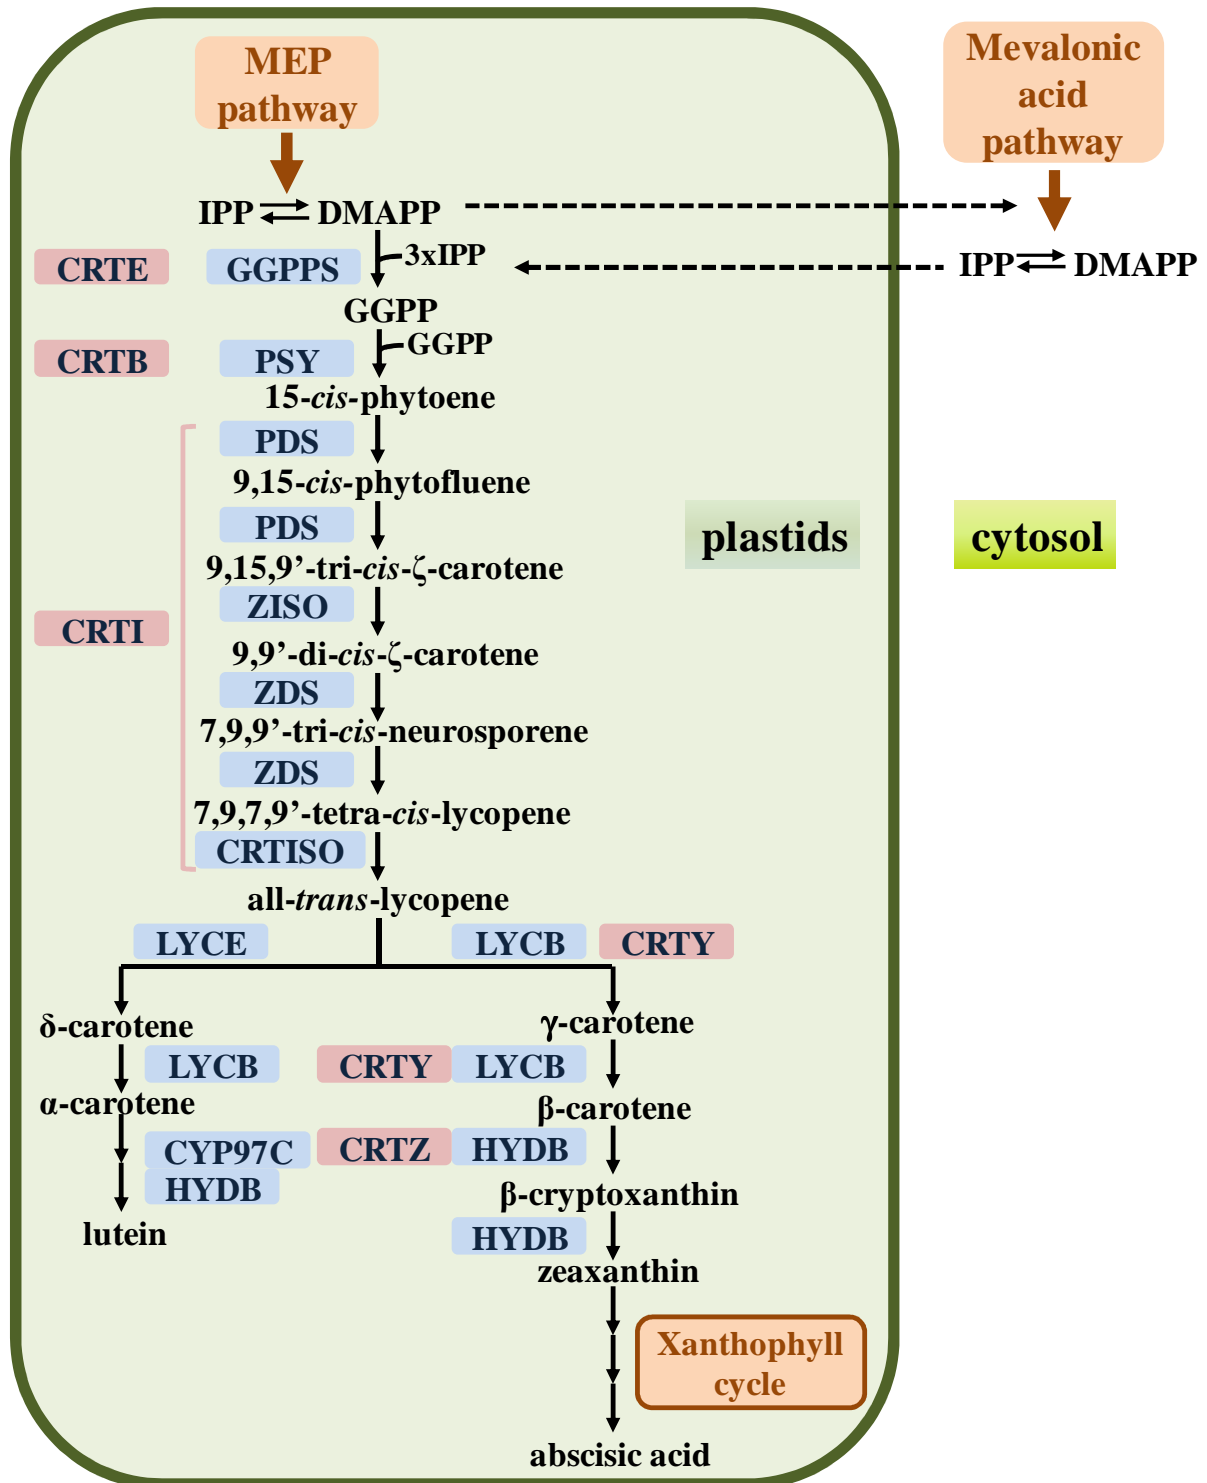 MEP
pathway
Mevalonic
acid
pathway
IPP DMAPP
CRTE GGPPS 3xIPP
IPP DMAPP
GGPP
CRTB PSY GGPP
15-cis-phytoene
PDS
9,15-cis-phytofluene
PDS
plastids cytosol
9,15,9’-tri-cis-ζ-carotene
ZISO
CRTI
9,9’-di-cis-ζ-carotene
ZDS
7,9,9’-tri-cis-neurosporene
ZDS
7,9,7,9’-tetra-cis-lycopene
CRTISO
all-trans-lycopene
LYCE LYCB CRTY
δ-carotene γ-carotene
LYCB CRTY LYCB
α-carotene β-carotene
CYP97C CRTZ HYDB
HYDB
β-cryptoxanthin
lutein HYDB
zeaxanthin
Xanthophyll
cycle
abscisic acid